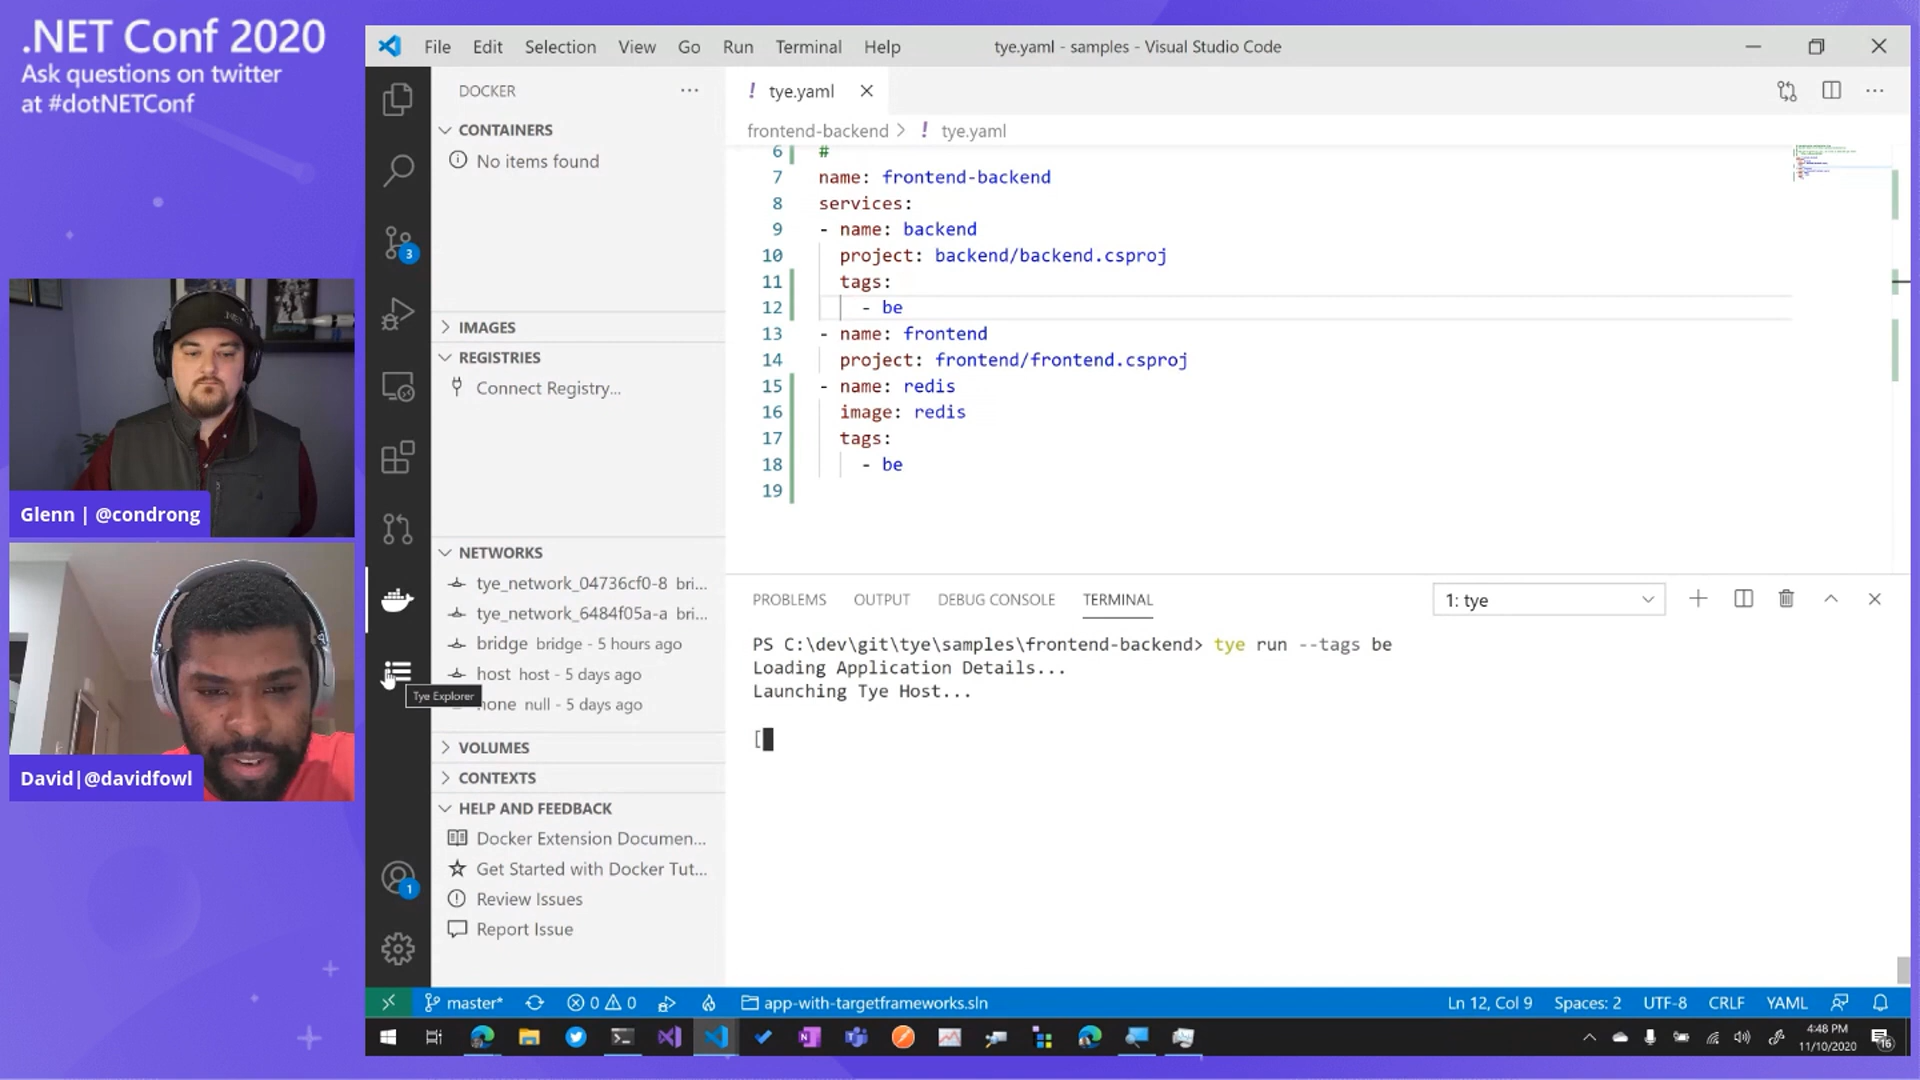 .NET Conf 2020
Ask questions on twitter
at #dotNETConf
Glenn | @condrong
David|@davidfowl
File Edit Selection View Go Run Terminal Help
tye.yaml - samples - Visual Studio Code
3
1
DOCKER
CONTAINERS
No items found
IMAGES
REGISTRIES
Connect Registry...
NETWORKS
tye_network_04736cf0-8 bri...
tye_network_6484f05a-a bri...
bridge bridge - 5 hours ago
host host - 5 days ago
Tye Explorer
none null - 5 days ago
VOLUMES
CONTEXTS
HELP AND FEEDBACK
Docker Extension Documen...
Get Started with Docker Tut...
Review Issues
Report Issue
! tye.yaml
frontend-backend > ! tye.yaml
6 #
7 name: frontend-backend
8 services:
9 - name: backend
10 project: backend/backend.csproj
11 tags:
12 - be
13 - name: frontend
14 project: frontend/frontend.csproj
15 - name: redis
16 image: redis
17 tags:
18 - be
19
PROBLEMS OUTPUT DEBUG CONSOLE TERMINAL
1: tye
PS C:\dev\git\tye\samples\frontend-backend> tye run --tags be
Loading Application Details...
Launching Tye Host...
[
master* 0 0 app-with-targetframeworks.sln
Ln 12, Col 9 Spaces: 2 UTF-8 CRLF YAML
4:48 PM
11/10/2020
16